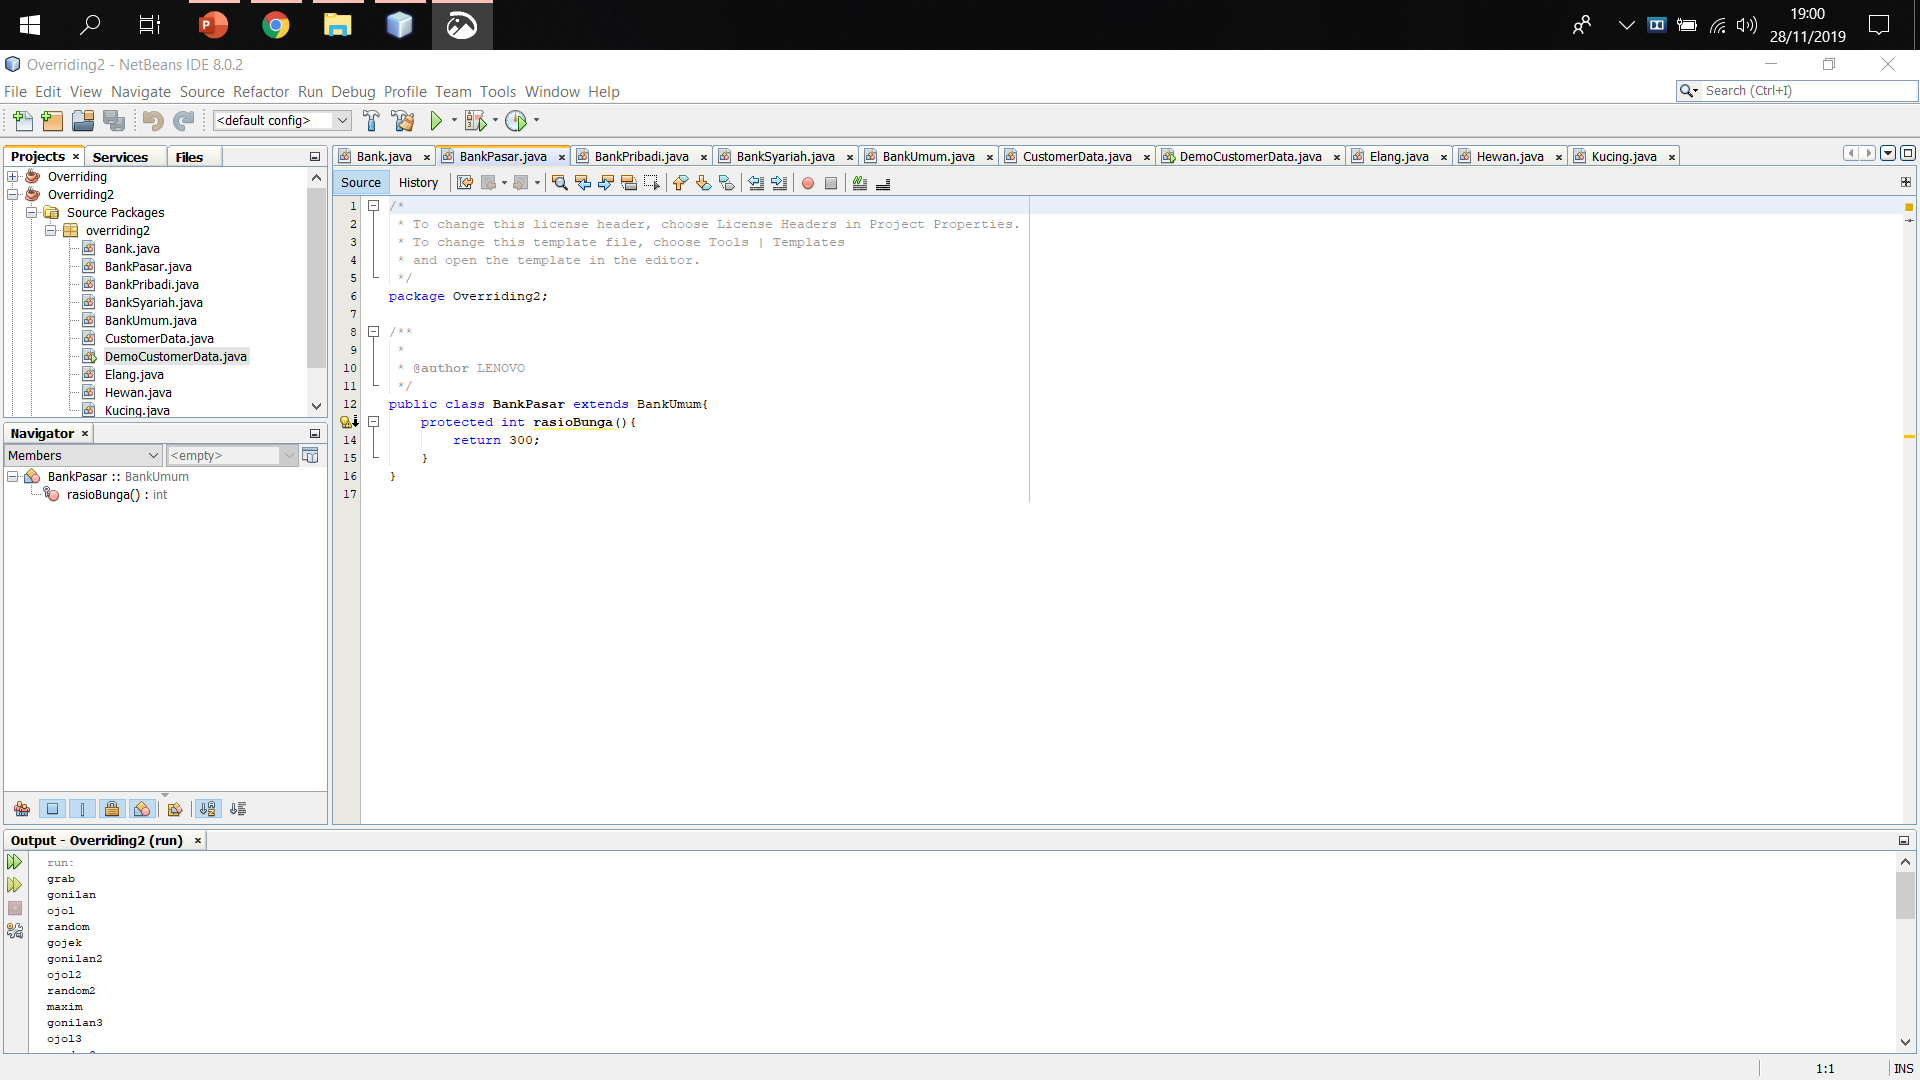 19:00
28/11/2019
Overriding2 - NetBeans IDE 8.0.2
File Edit View Navigate Source Refactor Run Debug Profile Team Tools Window Help
Search (Ctrl+I)
<default config>
Projects Services Files
Bank.java BankPasar.java BankPribadi.java BankSyariah.java BankUmum.java CustomerData.java DemoCustomerData.java Elang.java Hewan.java Kucing.java
Source History
Overriding
Overriding2
Source Packages
overriding2
Bank.java
BankPasar.java
BankPribadi.java
BankSyariah.java
BankUmum.java
CustomerData.java
DemoCustomerData.java
Elang.java
Hewan.java
Kucing.java
Navigator
Members <empty>
BankPasar :: BankUmum
rasioBunga() : int
1 /*
2 * To change this license header, choose License Headers in Project Properties.
3 * To change this template file, choose Tools | Templates
4 * and open the template in the editor.
5 */
6 package Overriding2;
7
8 /**
9 *
10 * @author LENOVO
11 */
12 public class BankPasar extends BankUmum{
protected int rasioBunga(){
14 return 300;
15 }
16 }
17
Output - Overriding2 (run)
run:
grab
gonilan
ojol
random
gojek
gonilan2
ojol2
random2
maxim
gonilan3
ojol3
1:1 INS